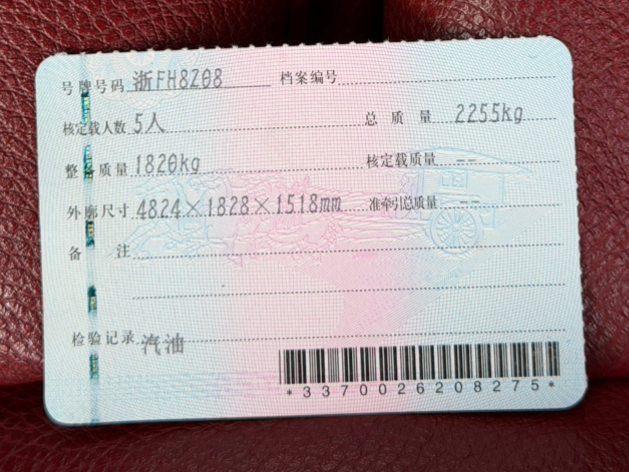 号牌号码 浙FH8Z08 档案编号
核定载人数 5人 总质量 2255kg
整备质量 1820kg 核定载质量 --
外廓尺寸 4824×1828×1518mm 准牵引总质量 --
备注
检验记录 汽油
*3370026208275*